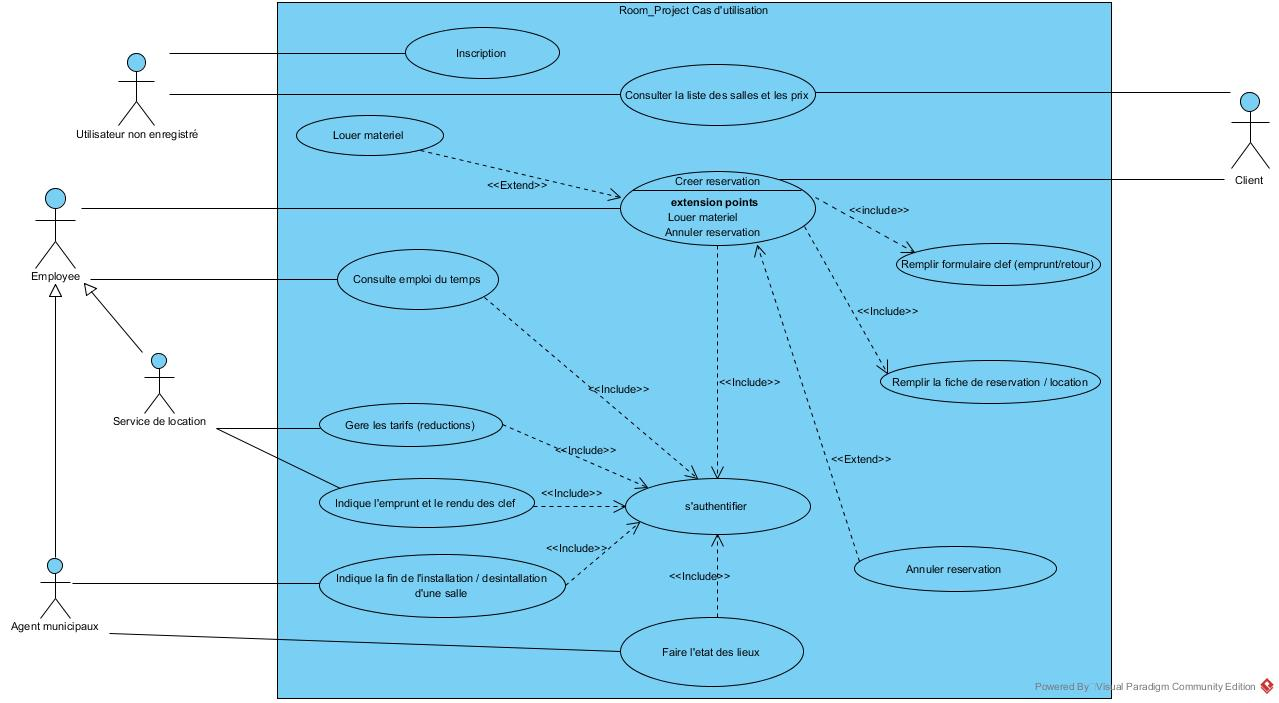 Room_Project Cas d'utilisation
Inscription
Consulter la liste des salles et les prix
Utilisateur non enregistré
Louer materiel
<<Extend>>
Creer reservation
extension points
Louer materiel
Annuler reservation
Client
<<include>>
Employee
Consulte emploi du temps
Remplir formulaire clef (emprunt/retour)
<<Include>>
<<Include>>
<<Include>>
Remplir la fiche de reservation / location
Service de location
Gere les tarifs (reductions)
<<Include>>
<<Extend>>
Indique l'emprunt et le rendu des clef
<<Include>>
s'authentifier
<<Include>>
Indique la fin de l'installation / desintallation
d'une salle
<<Include>>
Annuler reservation
Agent municipaux
Faire l'etat des lieux
Powered By Visual Paradigm Community Edition